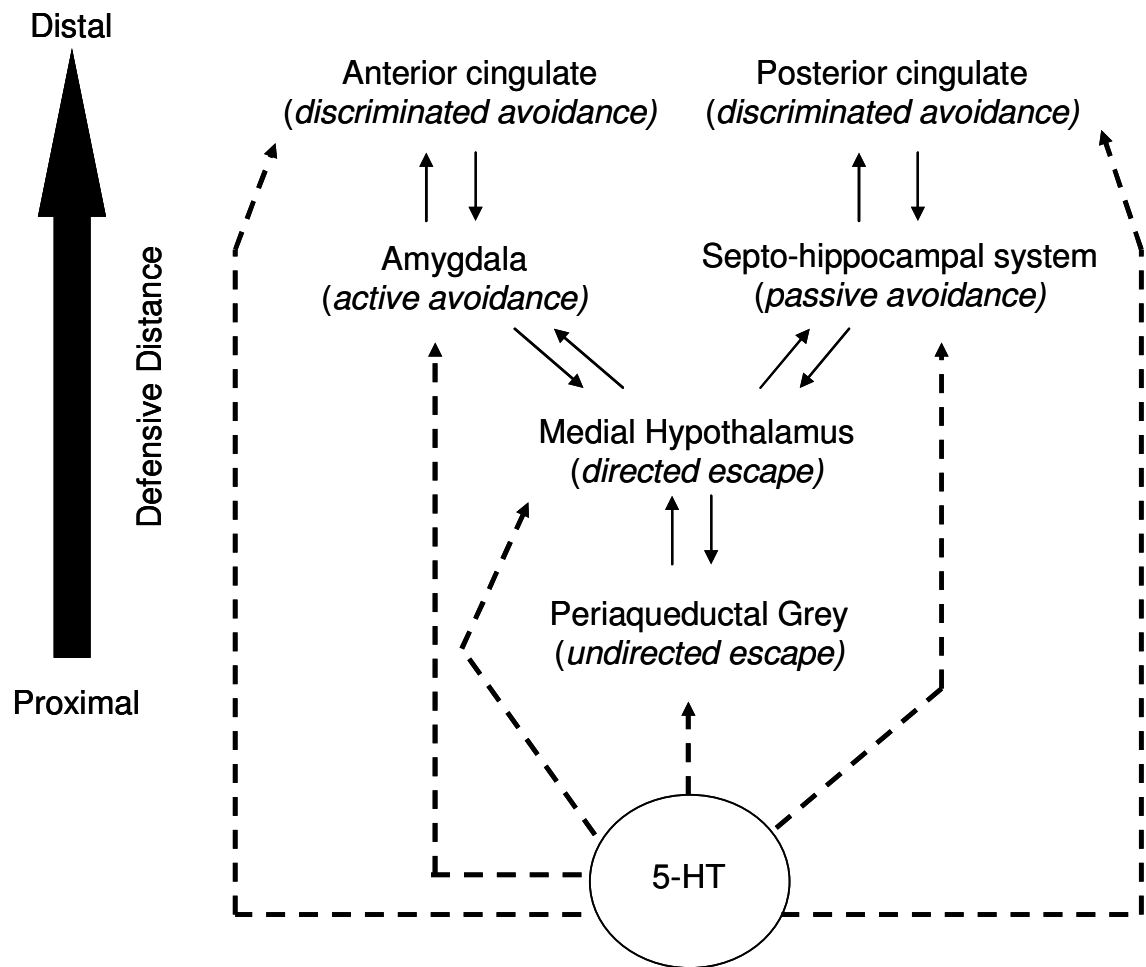 Distal
Anterior cingulate
(discriminated avoidance)
Posterior cingulate
(discriminated avoidance)
Amygdala
(active avoidance)
Septo-hippocampal system
(passive avoidance)
Defensive Distance
Medial Hypothalamus
(directed escape)
Periaqueductal Grey
(undirected escape)
Proximal
5-HT